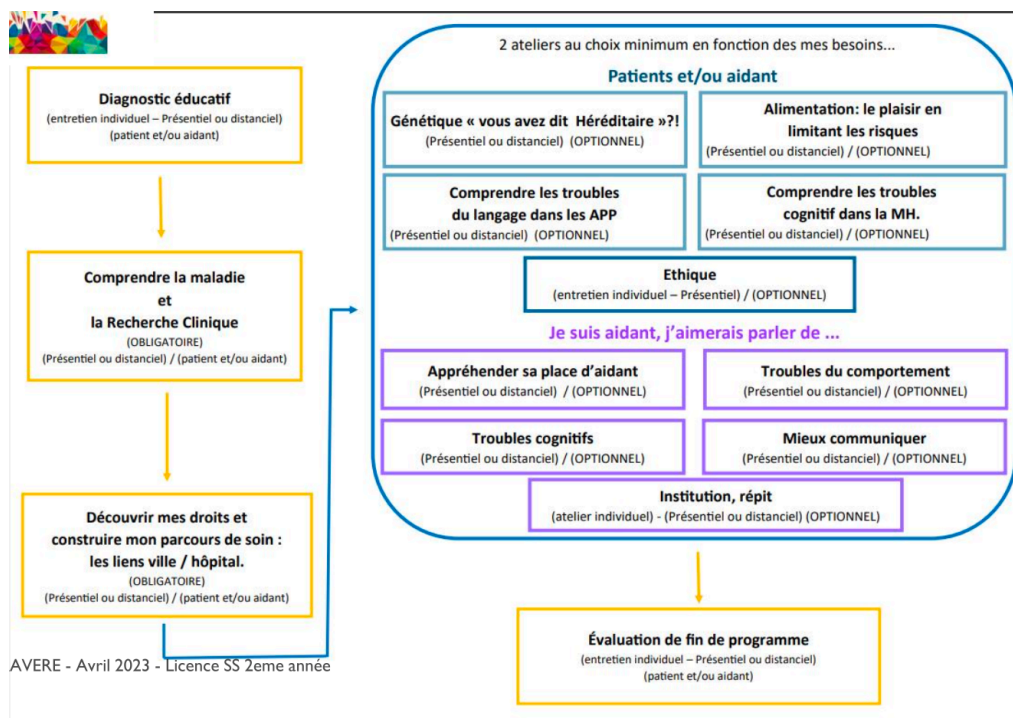 Diagnostic éducatif
(entretien individuel – Présentiel ou distanciel)
(patient et/ou aidant)
Comprendre la maladie
et
la Recherche Clinique
(OBLIGATOIRE)
(Présentiel ou distanciel) / (patient et/ou aidant)
Découvrir mes droits et
construire mon parcours de soin :
les liens ville / hôpital.
(OBLIGATOIRE)
(Présentiel ou distanciel) / (patient et/ou aidant)
2 ateliers au choix minimum en fonction des mes besoins...
Patients et/ou aidant
Génétique « vous avez dit Héréditaire »?!
(Présentiel ou distanciel) (OPTIONNEL)
Alimentation: le plaisir en
limitant les risques
(Présentiel ou distanciel) / (OPTIONNEL)
Comprendre les troubles
du langage dans les APP
(Présentiel ou distanciel) (OPTIONNEL)
Comprendre les troubles
cognitif dans la MH.
(Présentiel ou distanciel) / (OPTIONNEL)
Ethique
(entretien individuel – Présentiel) / (OPTIONNEL)
Je suis aidant, j'aimerais parler de ...
Appréhender sa place d'aidant
(Présentiel ou distanciel) / (OPTIONNEL)
Troubles du comportement
(Présentiel ou distanciel) / (OPTIONNEL)
Troubles cognitifs
(Présentiel ou distanciel) / (OPTIONNEL)
Mieux communiquer
(Présentiel ou distanciel) / (OPTIONNEL)
Institution, répit
(atelier individuel) - (Présentiel ou distanciel) (OPTIONNEL)
Évaluation de fin de programme
(entretien individuel – Présentiel ou distanciel)
(patient et/ou aidant)
AVERE - Avril 2023 - Licence SS 2eme année